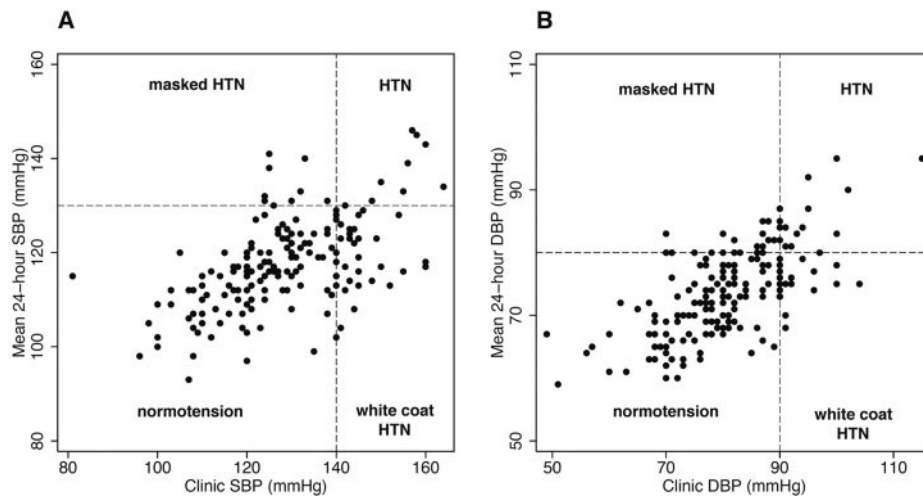 A
160
140
120
100
80
Mean 24-hour SBP (mmHg)
masked HTN
HTN
normotension
white coat
HTN
80
100
120
140
160
Clinic SBP (mmHg)
B
110
90
70
50
Mean 24-hour DBP (mmHg)
masked HTN
HTN
normotension
white coat
HTN
50
70
90
110
Clinic DBP (mmHg)